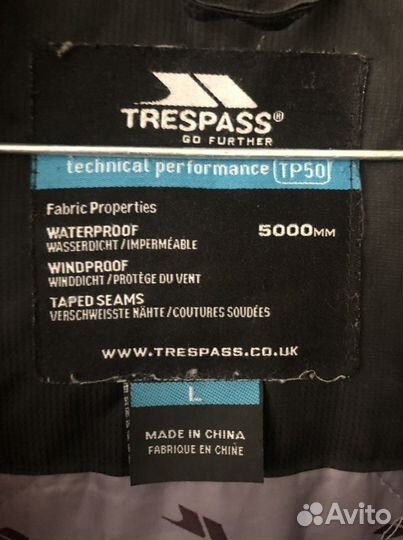 TRESPASS®
GO FURTHER
technical performance TP50
Fabric Properties
WATERPROOF 5000MM
WASSERDICHT/IMPERMÉABLE
WINDPROOF
WINDDICHT/PROTÈGE DU VENT
TAPED SEAMS
VERSCHWEISSTE NÄHTE/COUTURES SOUDÉES
WWW.TRESPASS.CO.UK
L
MADE IN CHINA
FABRIQUE EN CHINE
Avito